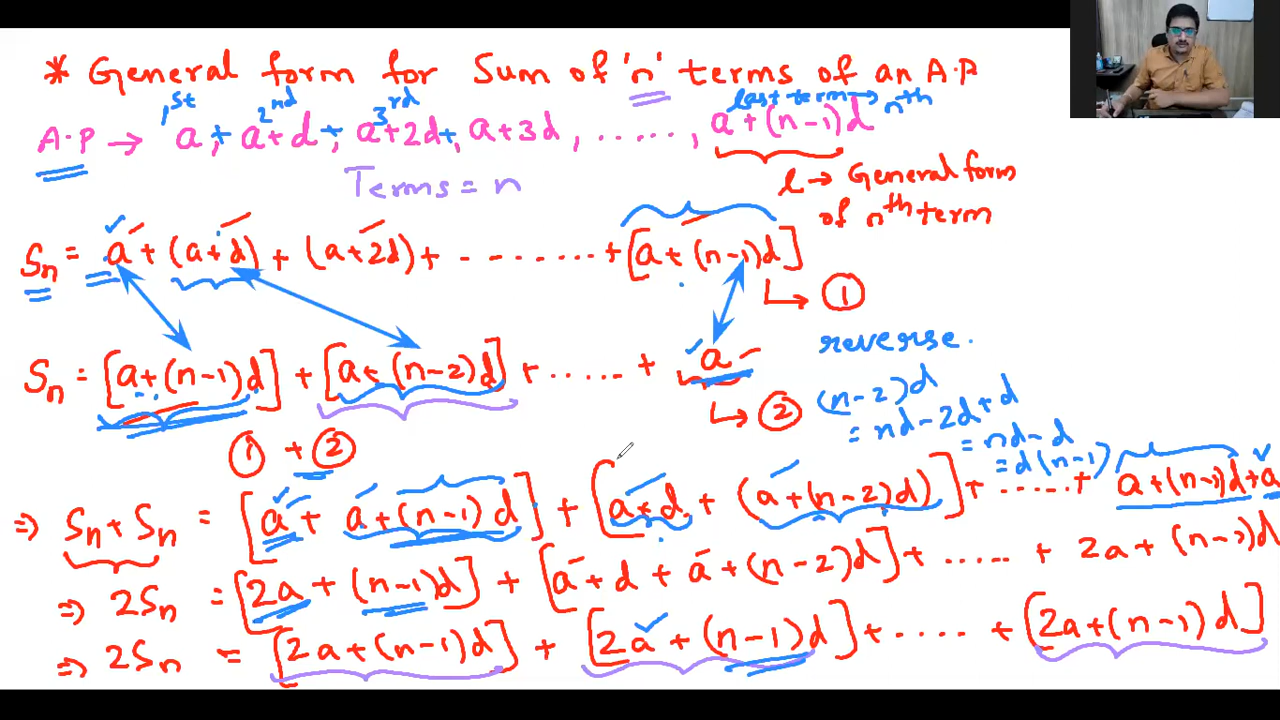 * General form for Sum of 'n' terms of an A.P
1st 2nd 3rd last term → nth
A.P → a, + a+d, + a+2d, + a+3d, ......, a+(n-1)d
Terms = n
l → General form
of nth term
Sn = a + (a+d) + (a+2d) + - ...... + [a+(n-1)d]
→ ①
reverse.
Sn = [a+(n-1)d] + [a+(n-2)d] + ..... + a
→ ②
(n-2)d
= nd-2d+d
= nd-d
= d(n-1)
① + ②
⇒ Sn + Sn = [a + a+(n-1)d] + [a+d + (a+(n-2)d)] + ..... + a+(n-1)d+a
⇒ 2Sn = [2a + (n-1)d] + [a+d+a+(n-2)d] + ..... + 2a+(n-1)d
⇒ 2Sn = [2a+(n-1)d] + [2a+(n-1)d] + .... + [2a+(n-1)d]